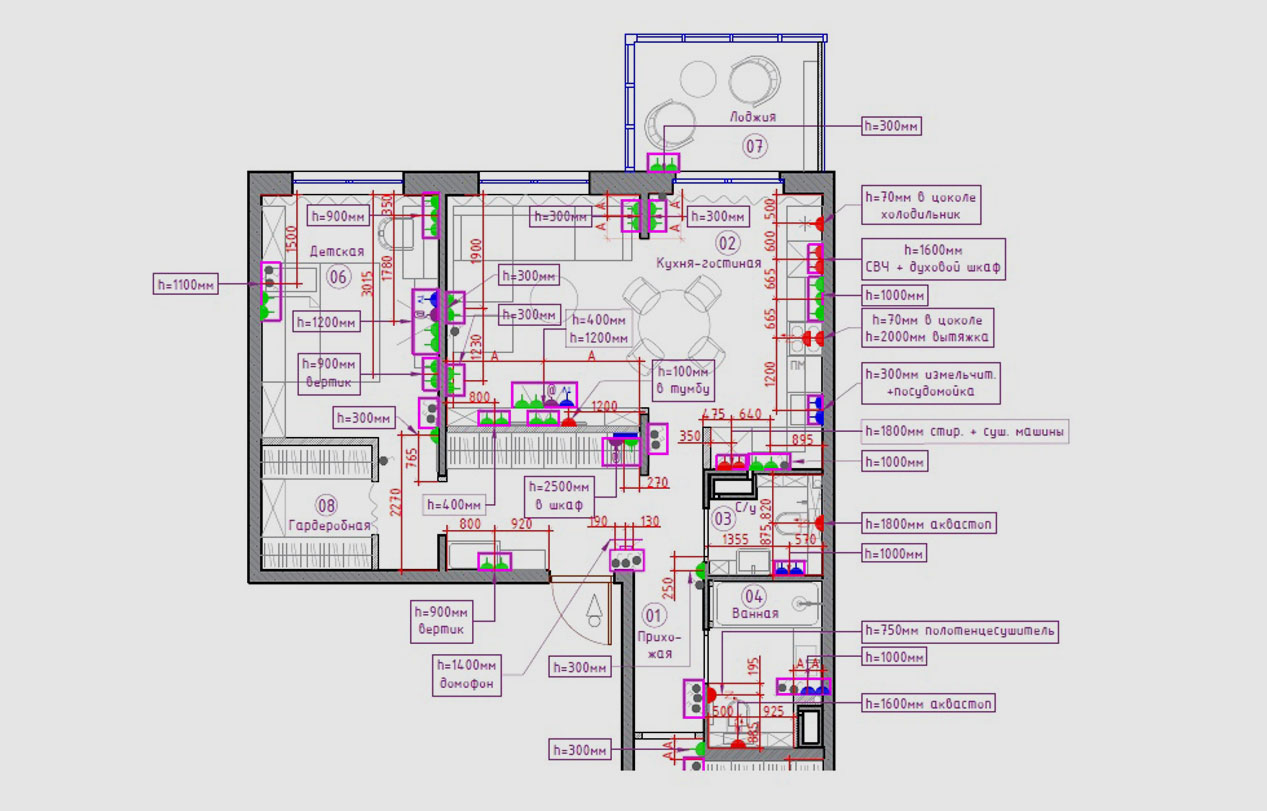 Лоджия
07
h=300мм
h=70мм в цоколе
холодильник
h=900мм
h=300мм
h=300мм
350
А
А
А
А
500
1500
Детская
06
02
Кухня-гостиная
1900
600
h=1600мм
СВЧ + духовой шкаф
1780
3015
h=1100мм
h=300мм
665
h=1000мм
h=1200мм
h=300мм
h=400мм
h=1200мм
665
h=70мм в цоколе
h=2000мм вытяжка
1230
А
А
ПМ
h=900мм
вертик
h=100мм
в тумбу
1200
h=300мм измельчит.
+посудомойка
@
800
1200
h=300мм
475
640
350
895
h=1800мм стир. + суш. машины
765
h=1000мм
270
2270
h=2500мм
в шкаф
08
Гардеробная
h=400мм
03
С/у
820
875
h=1800мм аквастоп
800
920
190
130
1355
570
h=1000мм
250
04
Ванная
h=900мм
вертик
01
Прихо-
жая
h=750мм полотенцесушитель
h=1400мм
домофон
h=300мм
195
А
А
h=1000мм
500
925
885
h=1600мм аквастоп
h=300мм
А
А